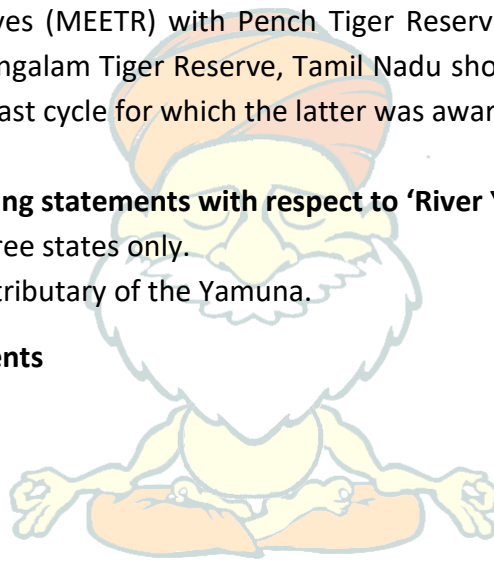 ves (MEETR) with Pench Tiger Reserv
ngalam Tiger Reserve, Tamil Nadu sho
ast cycle for which the latter was awar
ng statements with respect to ‘River Y
ree states only.
tributary of the Yamuna.
ents